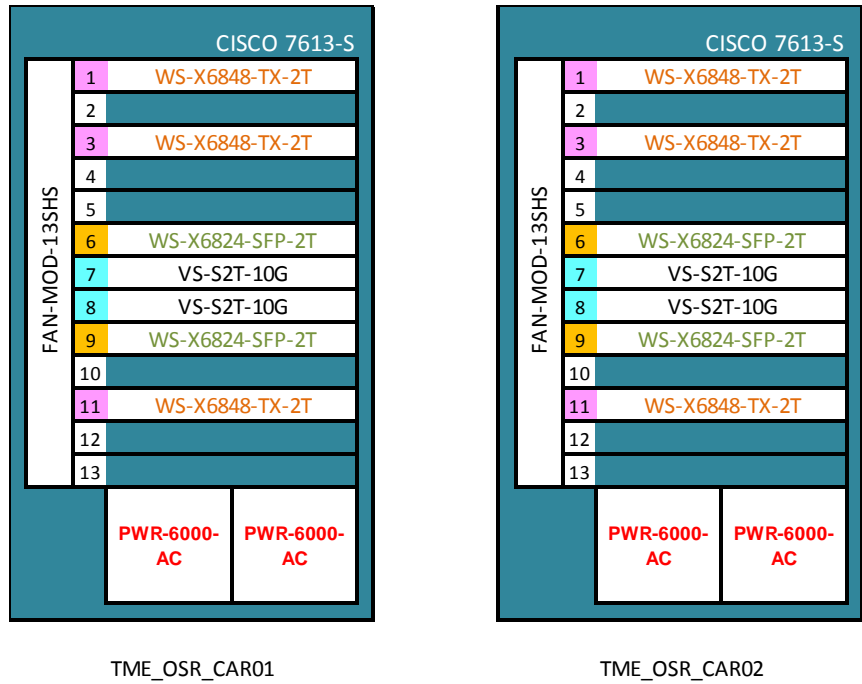 CISCO 7613-S
FAN-MOD-13SHS
1 WS-X6848-TX-2T
2
3 WS-X6848-TX-2T
4
5
6 WS-X6824-SFP-2T
7 VS-S2T-10G
8 VS-S2T-10G
9 WS-X6824-SFP-2T
10
11 WS-X6848-TX-2T
12
13
PWR-6000-
AC
PWR-6000-
AC
TME_OSR_CAR01
CISCO 7613-S
FAN-MOD-13SHS
1 WS-X6848-TX-2T
2
3 WS-X6848-TX-2T
4
5
6 WS-X6824-SFP-2T
7 VS-S2T-10G
8 VS-S2T-10G
9 WS-X6824-SFP-2T
10
11 WS-X6848-TX-2T
12
13
PWR-6000-
AC
PWR-6000-
AC
TME_OSR_CAR02